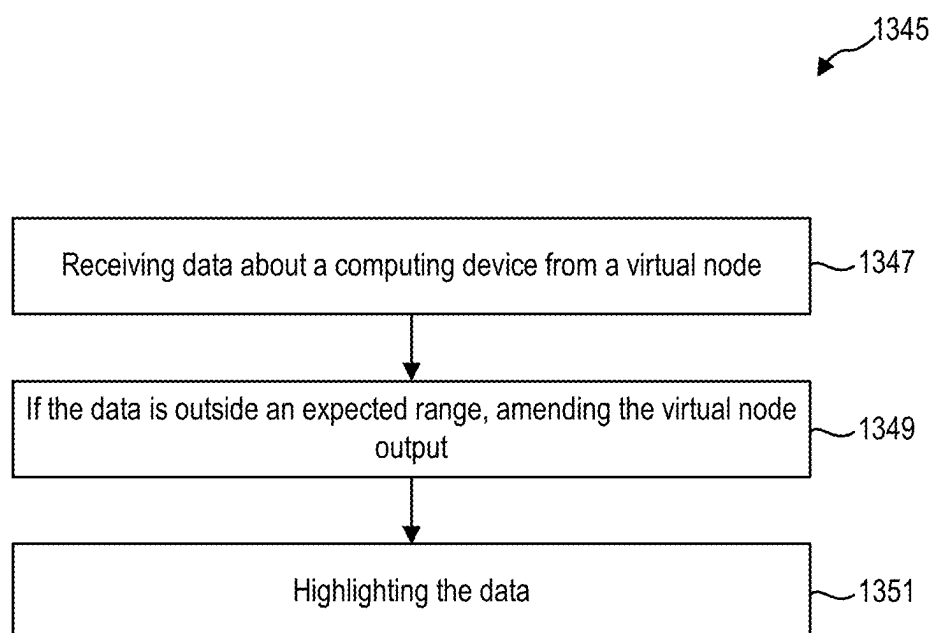 1345
Receiving data about a computing device from a virtual node
1347
If the data is outside an expected range, amending the virtual node
output
1349
Highlighting the data
1351